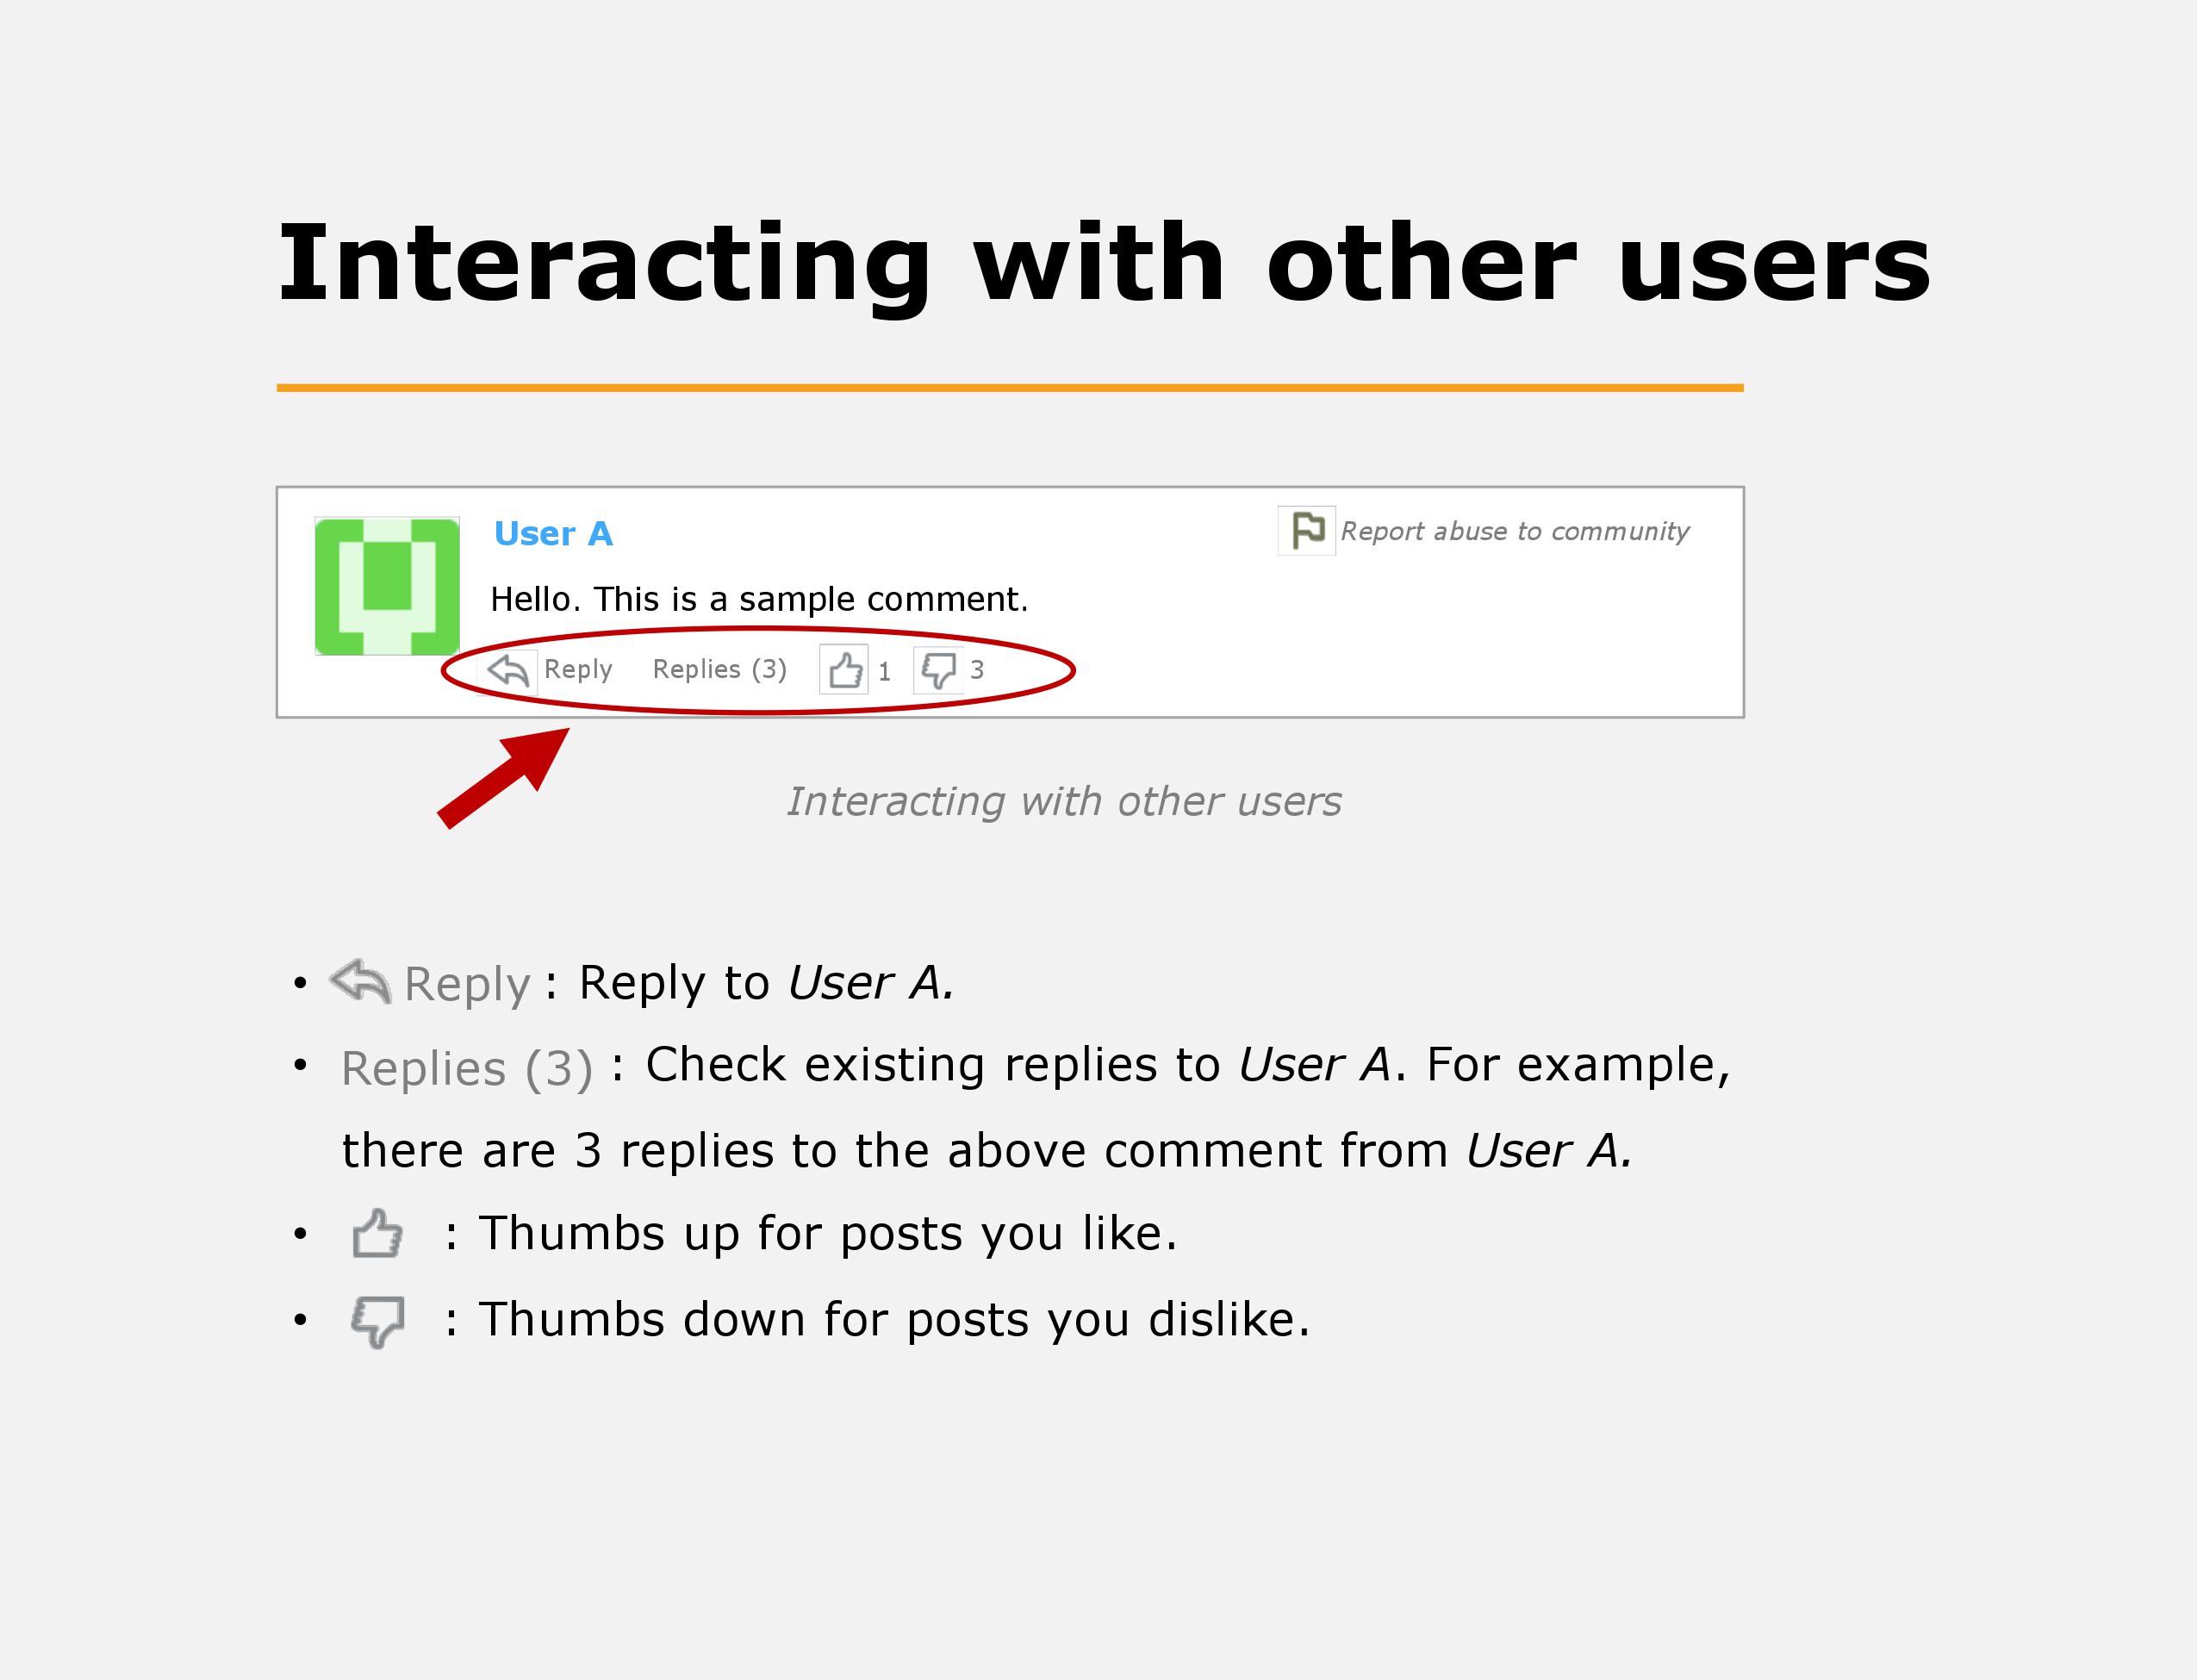 Interacting with other users
User A
Report abuse to community
Hello. This is a sample comment.
Reply Replies (3) 1 3
Interacting with other users
• Reply : Reply to User A.
• Replies (3) : Check existing replies to User A. For example,
there are 3 replies to the above comment from User A.
• : Thumbs up for posts you like.
• : Thumbs down for posts you dislike.